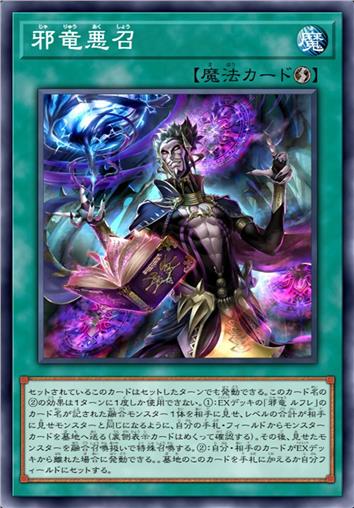 邪竜悪召
じゃ りゅう あく しょう
魔
【魔法カード】
セットされているこのカードはセットしたターンでも発動できる。このカード名の
②の効果は1ターンに1度しか使用できない。①:EXデッキの「邪竜 ルフレ」の
カード名が記された融合モンスター1体を相手に見せ、レベルの合計が相手
に見せたモンスターと同じになるように、自分の手札・フィールドからモンスター
カードを墓地へ送る(裏側表示カードはめくって確認する)。その後、見せたモ
ンスターを融合召喚扱いで特殊召喚する。②:自分・相手のカードがEXデッ
キから離れた場合に発動できる。墓地のこのカードを手札に加えるか自分フ
ィールドにセットする。